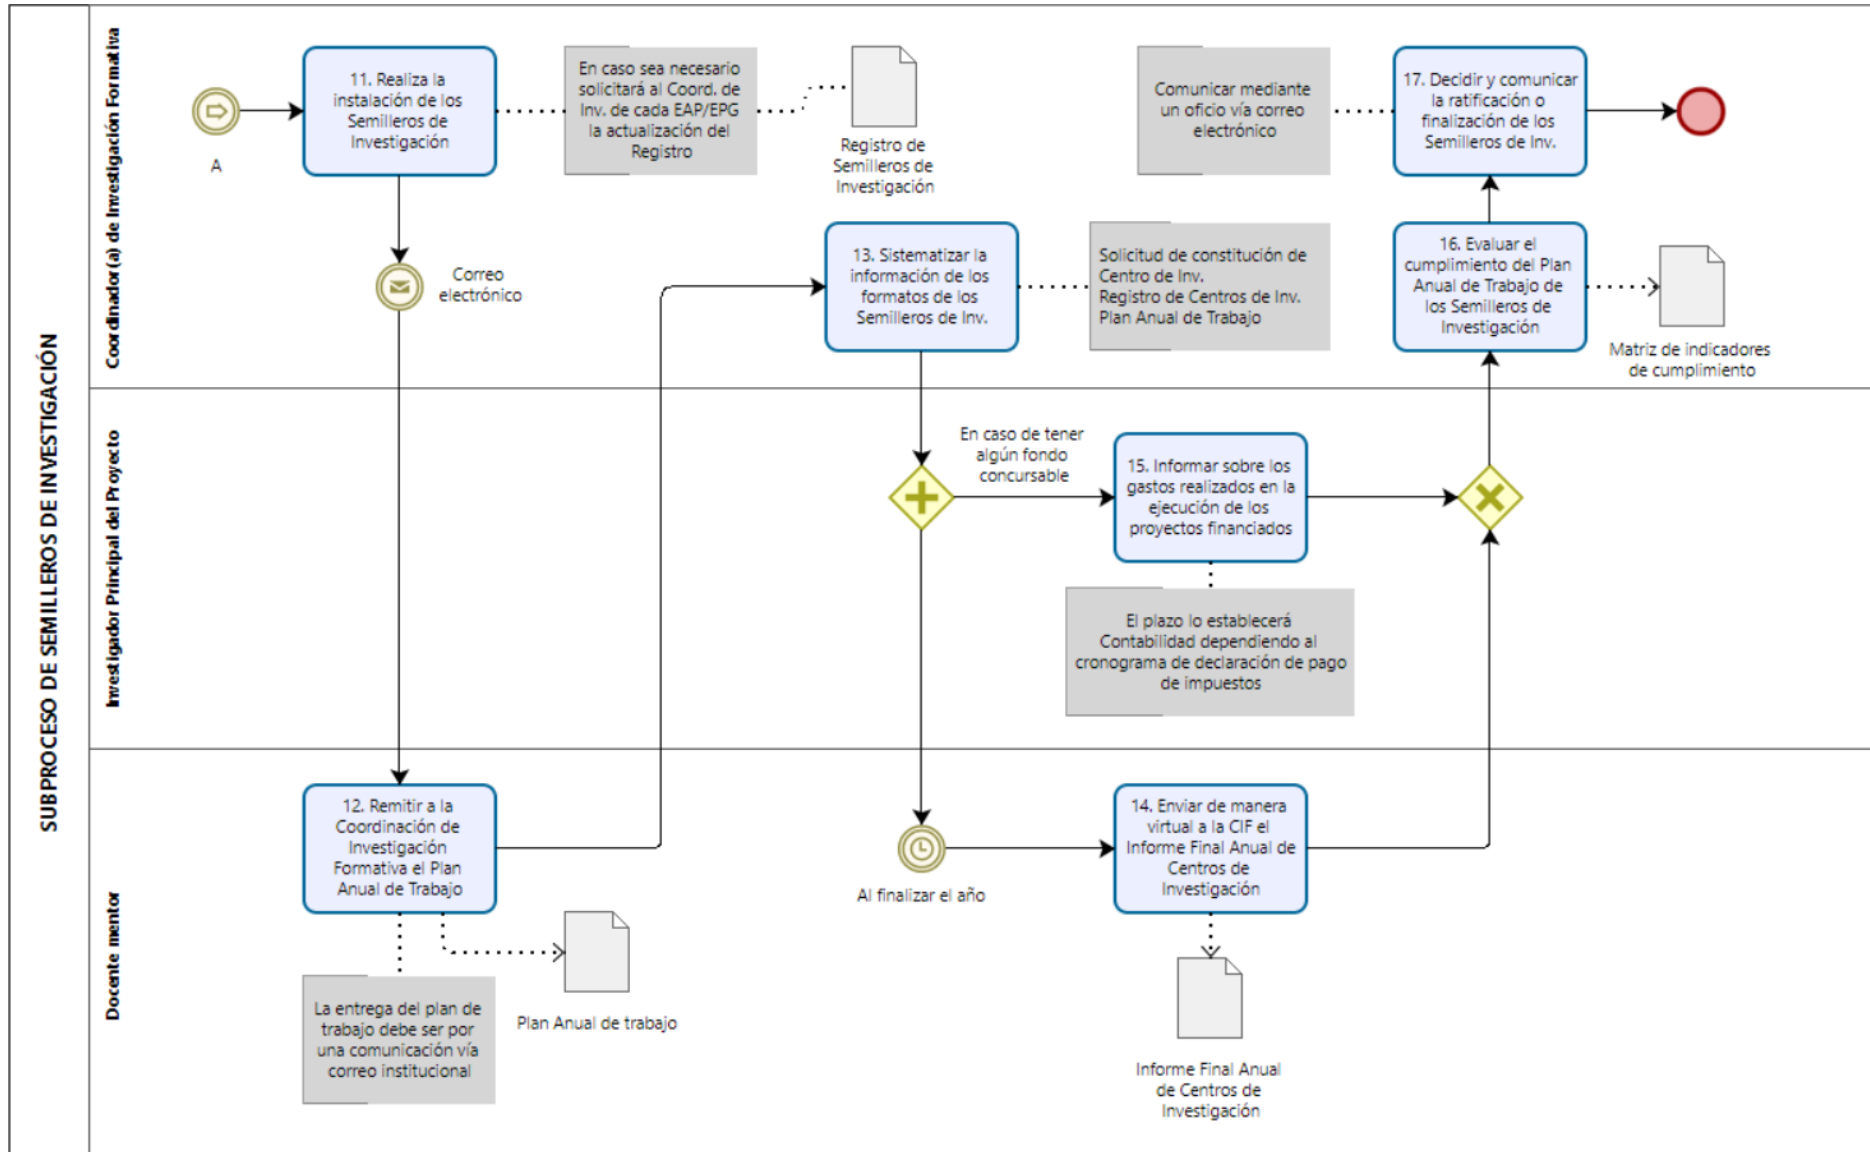 SUBPROCESO DE SEMILLEROS DE INVESTIGACIÓN
Coordinador(a) de Investigación Formativa
A
11. Realiza la
instalación de los
Semilleros de
Investigación
En caso sea necesario
solicitará al Coord. de
Inv. de cada EAP/EPG
la actualización del
Registro
Registro de
Semilleros de
Investigación
Comunicar mediante
un oficio vía correo
electrónico
17. Decidir y comunicar
la ratificación o
finalización de los
Semilleros de Inv.
Correo
electrónico
13. Sistematizar la
información de los
formatos de los
Semilleros de Inv.
Solicitud de constitución de
Centro de Inv.
Registro de Centros de Inv.
Plan Anual de Trabajo
16. Evaluar el
cumplimiento del Plan
Anual de Trabajo de
los Semilleros de
Investigación
Matriz de indicadores
de cumplimiento
Investigador Principal del Proyecto
En caso de tener
algún fondo
concursable
15. Informar sobre los
gastos realizados en la
ejecución de los
proyectos financiados
El plazo lo establecerá
Contabilidad dependiendo al
cronograma de declaración de pago
de impuestos
Docente mentor
12. Remitir a la
Coordinación de
Investigación
Formativa el Plan
Anual de Trabajo
La entrega del plan de
trabajo debe ser por
una comunicación vía
correo institucional
Plan Anual de trabajo
Al finalizar el año
14. Enviar de manera
virtual a la CIF el
Informe Final Anual de
Centros de
Investigación
Informe Final Anual
de Centros de
Investigación